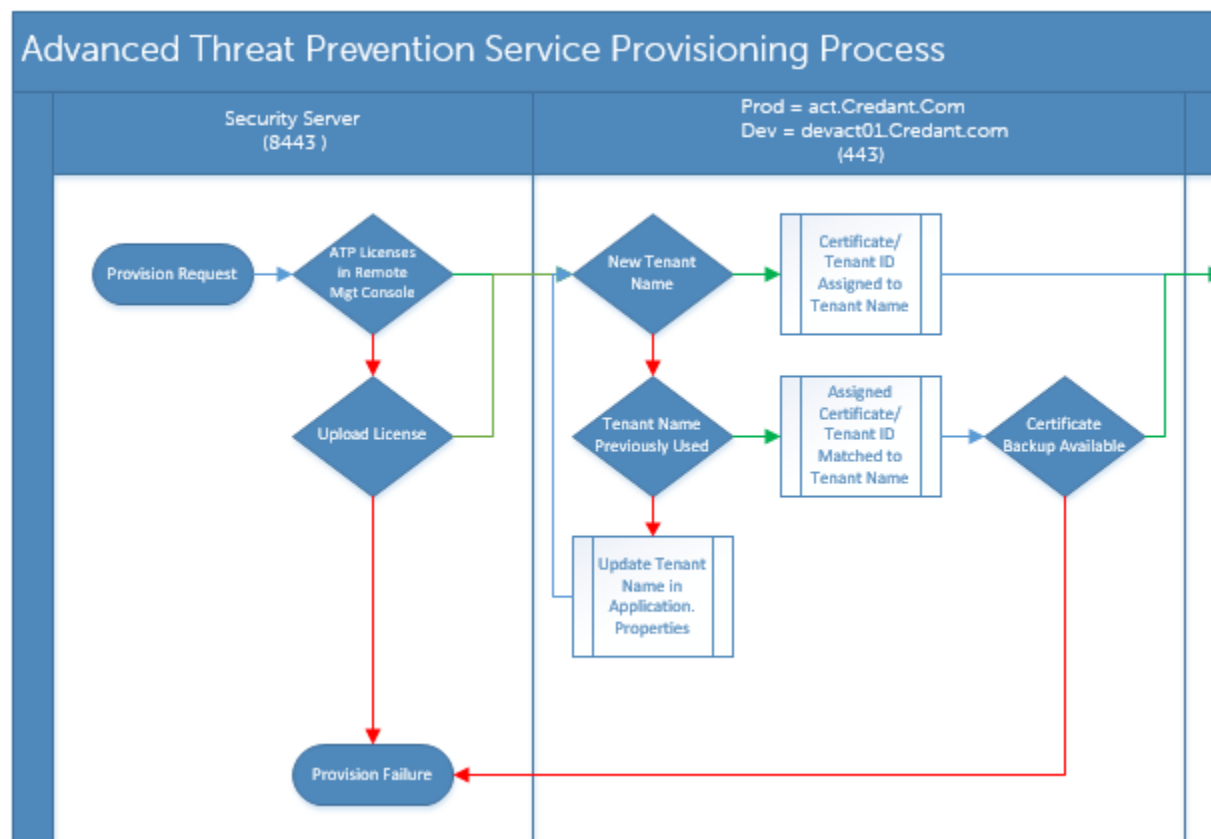 Advanced Threat Prevention Service Provisioning Process
Security Server
(8443 )
Prod = act.Credant.Com
Dev = devact01.Credant.com
(443)
Provision Request
ATP Licenses
in Remote
Mgt Console
New Tenant
Name
Certificate/
Tenant ID
Assigned to
Tenant Name
Upload License
Tenant Name
Previously Used
Assigned
Certificate/
Tenant ID
Matched to
Tenant Name
Certificate
Backup Available
Update Tenant
Name in
Application.
Properties
Provision Failure